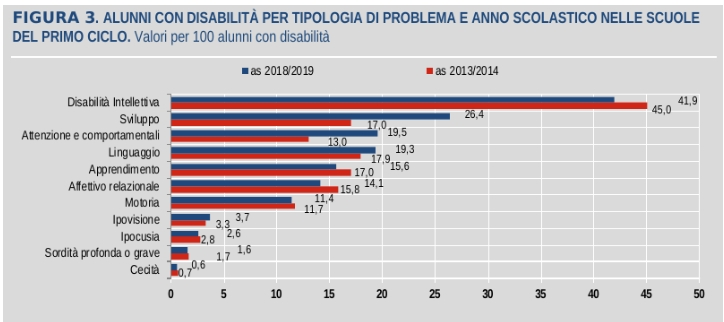 FIGURA 3. ALUNNI CON DISABILITÀ PER TIPOLOGIA DI PROBLEMA E ANNO SCOLASTICO NELLE SCUOLE
DEL PRIMO CICLO. Valori per 100 alunni con disabilità
as 2018/2019 as 2013/2014
Disabilità Intellettiva 41,9
45,0
Sviluppo 26,4
17,0
Attenzione e comportamentali 19,5
13,0
Linguaggio 19,3
17,9
Apprendimento 15,6
17,0
Affettivo relazionale 14,1
15,8
Motoria 11,4
11,7
Ipovisione 3,7
3,3
Ipocusia 2,6
2,8
Sordità profonda o grave 1,6
1,7
Cecità 0,6
0,7
0 5 10 15 20 25 30 35 40 45 50